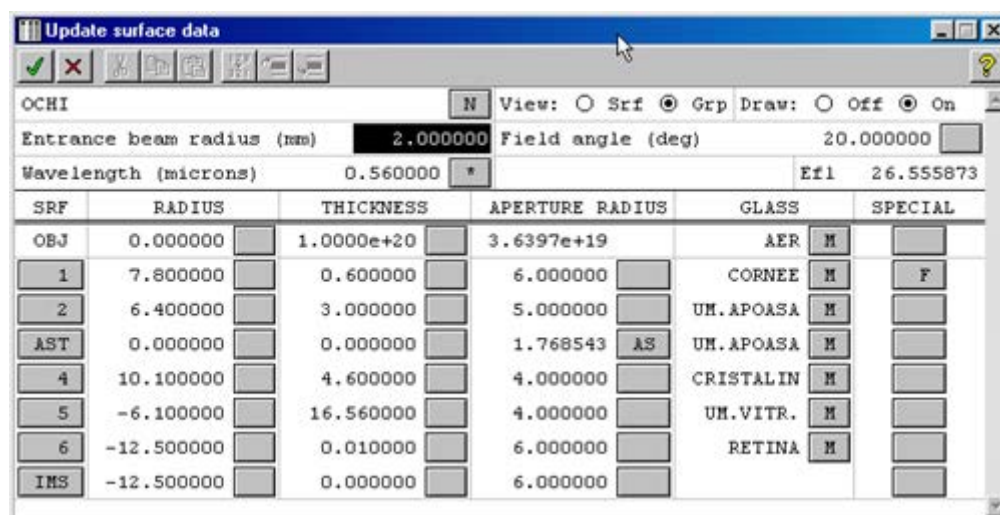 Update surface data
OCHI N View: Srf Grp Draw: Off On
Entrance beam radius (mm) 2.000000 Field angle (deg) 20.000000
Wavelength (microns) 0.560000 * Efl 26.555873
SRF RADIUS THICKNESS APERTURE RADIUS GLASS SPECIAL
OBJ 0.000000 1.0000e+20 3.6397e+19 AER M
1 7.800000 0.600000 6.000000 CORNEE M F
2 6.400000 3.000000 5.000000 UM.APOASA M
AST 0.000000 0.000000 1.768543 AS UM.APOASA M
4 10.100000 4.600000 4.000000 CRISTALIN M
5 -6.100000 16.560000 4.000000 UM.VITR. M
6 -12.500000 0.010000 6.000000 RETINA M
IMS -12.500000 0.000000 6.000000